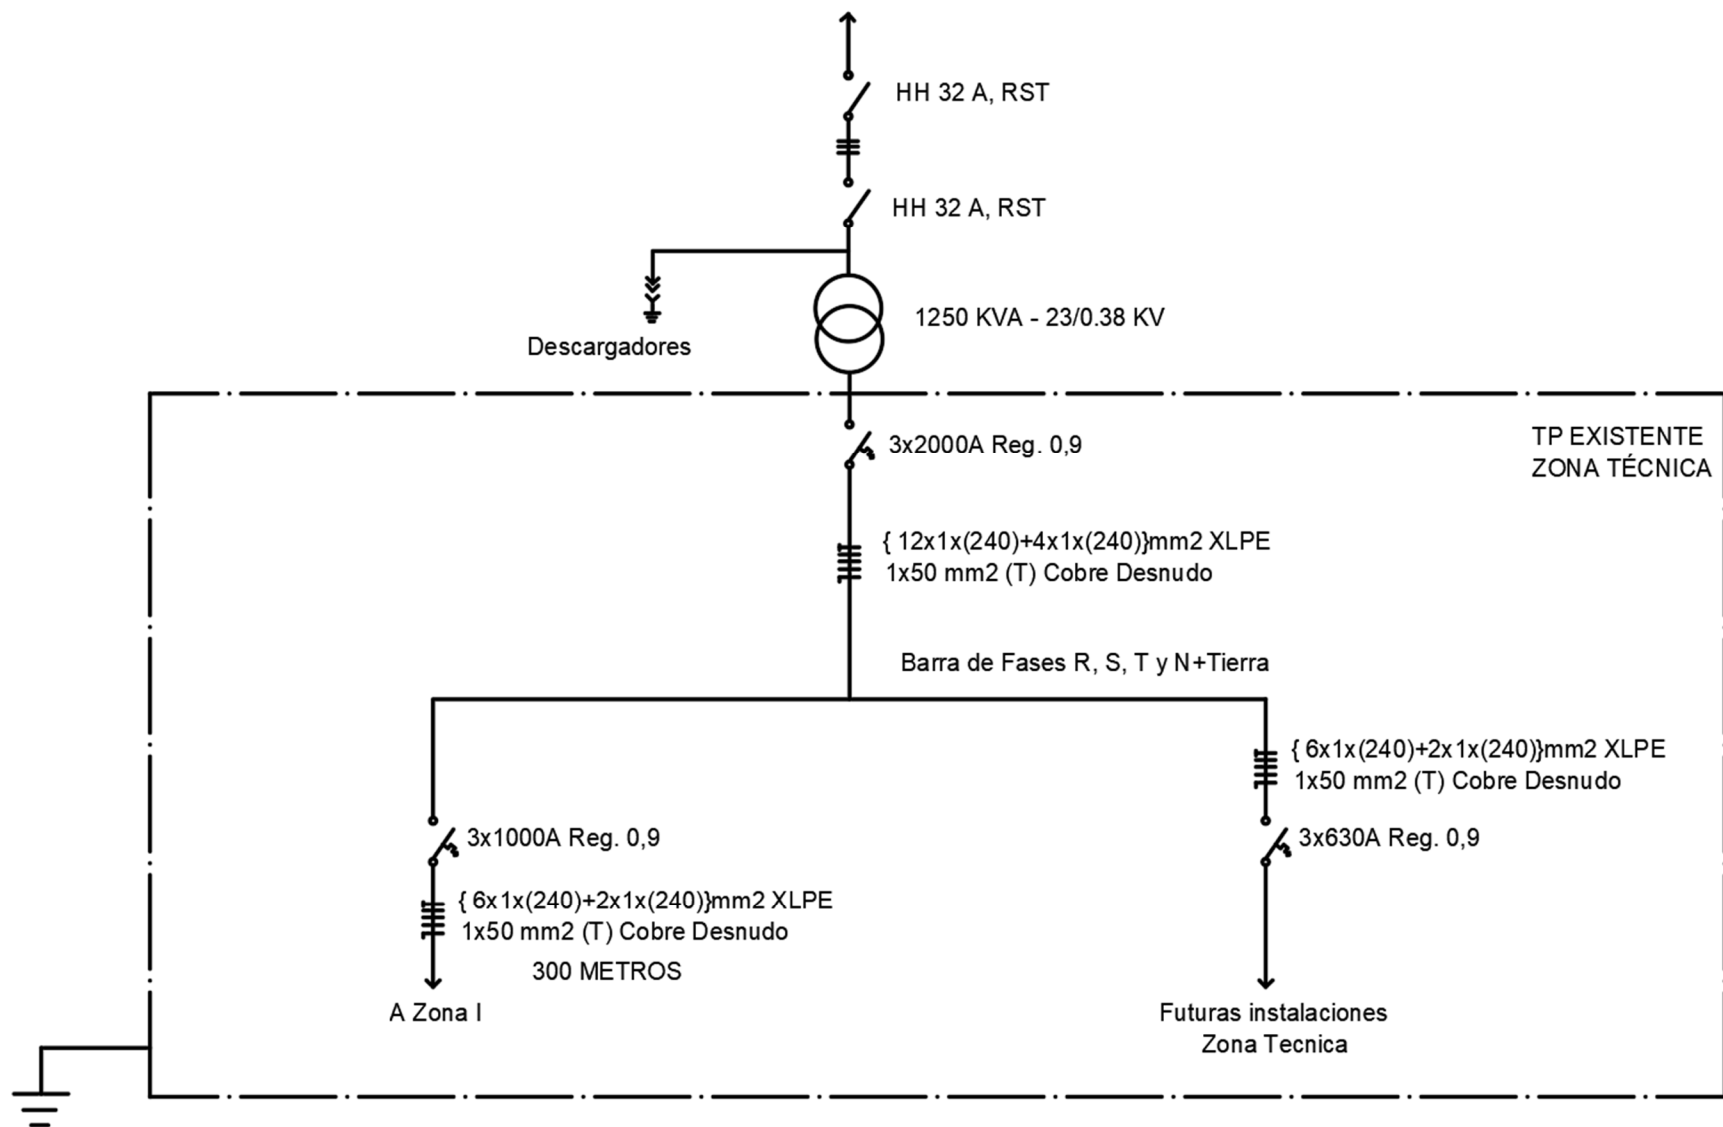 HH 32 A, RST
HH 32 A, RST
1250 KVA - 23/0.38 KV
Descargadores
3x2000A Reg. 0,9
TP EXISTENTE
ZONA TÉCNICA
{ 12x1x(240)+4x1x(240)}mm2 XLPE
1x50 mm2 (T) Cobre Desnudo
Barra de Fases R, S, T y N+Tierra
{ 6x1x(240)+2x1x(240)}mm2 XLPE
1x50 mm2 (T) Cobre Desnudo
3x1000A Reg. 0,9
3x630A Reg. 0,9
{ 6x1x(240)+2x1x(240)}mm2 XLPE
1x50 mm2 (T) Cobre Desnudo
300 METROS
A Zona I
Futuras instalaciones
Zona Tecnica